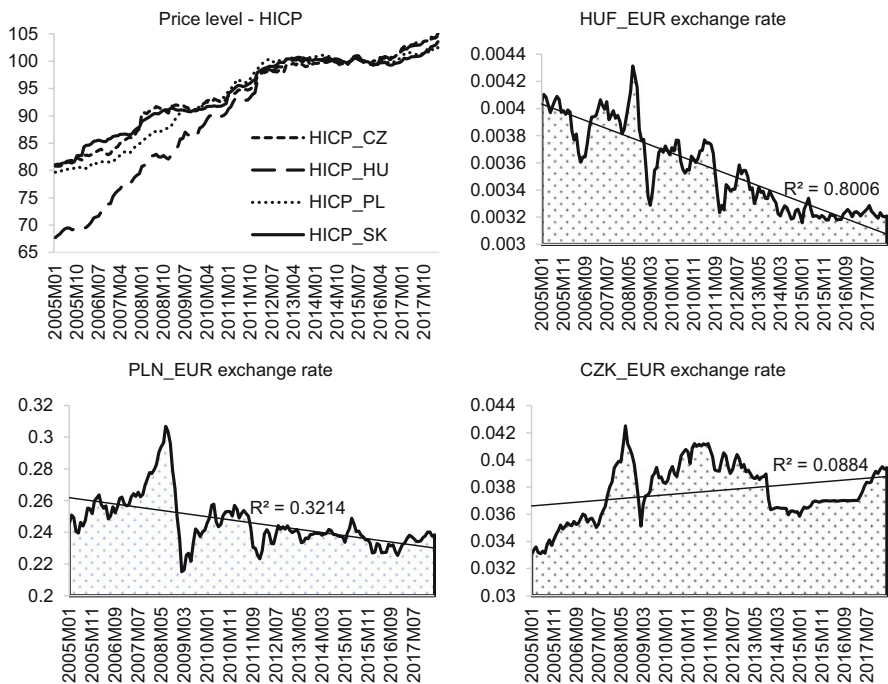 Price level - HICP
105
100
95
90
85
80
75
70
65
HICP_CZ
HICP_HU
HICP_PL
HICP_SK
2005M01
2005M10
2006M07
2007M04
2008M01
2008M10
2009M07
2010M04
2011M01
2011M10
2012M07
2013M04
2014M01
2014M10
2015M07
2016M04
2017M01
2017M10
HUF_EUR exchange rate
0.0044
0.0042
0.004
0.0038
0.0036
0.0034
0.0032
0.003
R² = 0.8006
2005M01
2005M11
2006M09
2007M07
2008M05
2009M03
2010M01
2010M11
2011M09
2012M07
2013M05
2014M03
2015M01
2015M11
2016M09
2017M07
PLN_EUR exchange rate
0.32
0.3
0.28
0.26
0.24
0.22
0.2
R² = 0.3214
2005M01
2005M11
2006M09
2007M07
2008M05
2009M03
2010M01
2010M11
2011M09
2012M07
2013M05
2014M03
2015M01
2015M11
2016M09
2017M07
CZK_EUR exchange rate
0.044
0.042
0.04
0.038
0.036
0.034
0.032
0.03
R² = 0.0884
2005M01
2005M11
2006M09
2007M07
2008M05
2009M03
2010M01
2010M11
2011M09
2012M07
2013M05
2014M03
2015M01
2015M11
2016M09
2017M07